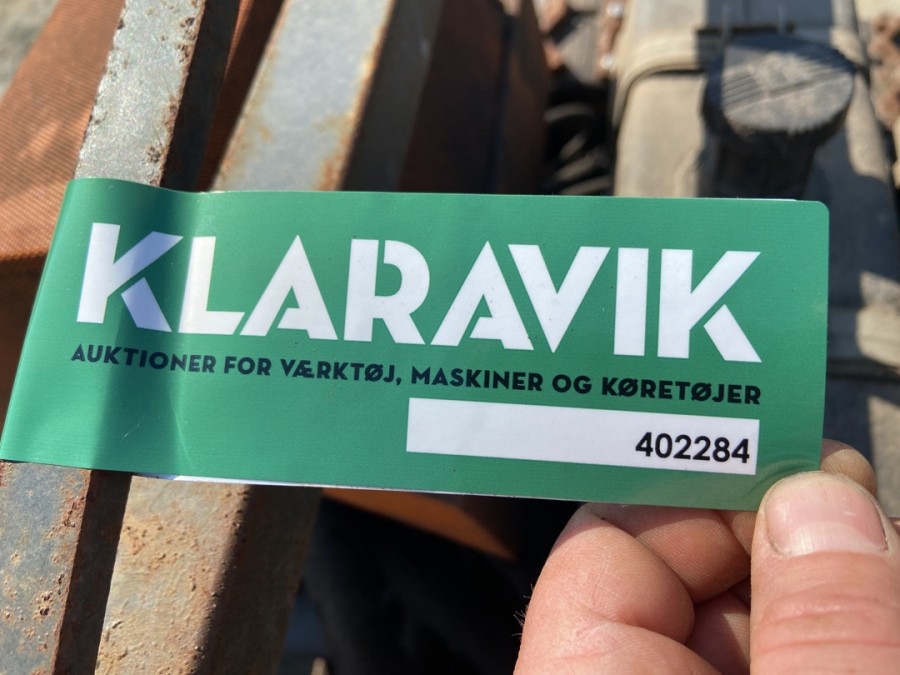 KLARAVIK
AUKTIONER FOR VÆRKTØJ, MASKINER OG KØRETØJER
402284